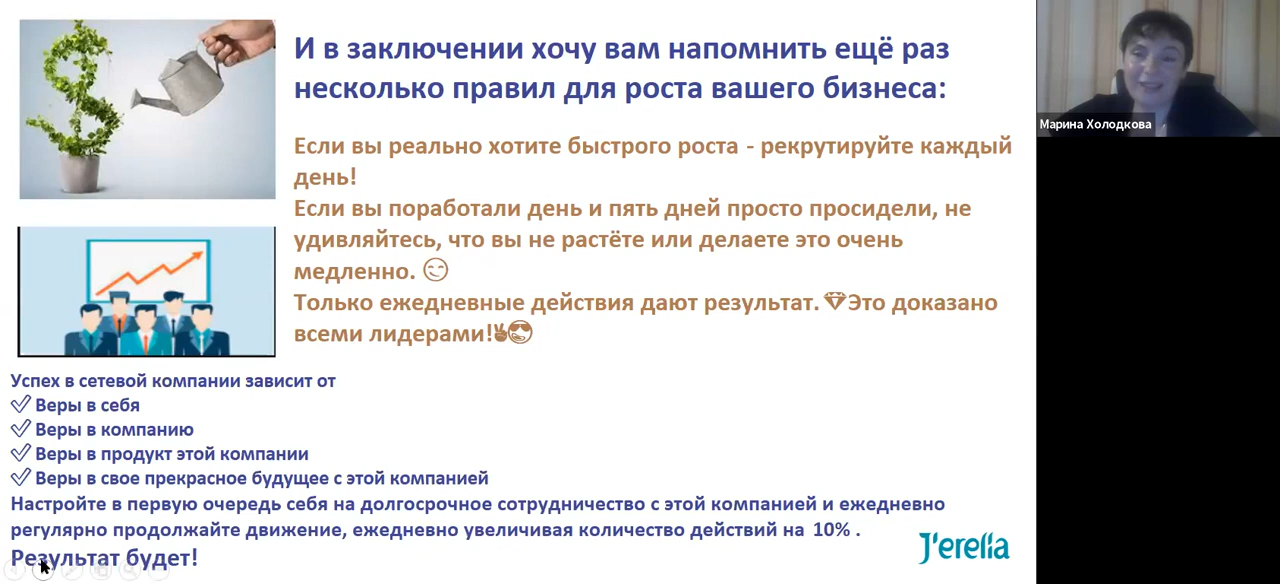 И в заключении хочу вам напомнить ещё раз
несколько правил для роста вашего бизнеса:
Если вы реально хотите быстрого роста - рекрутируйте каждый
день!
Если вы поработали день и пять дней просто просидели, не
удивляйтесь, что вы не растёте или делаете это очень
медленно. 😏
Только ежедневные действия дают результат.💎Это доказано
всеми лидерами!✌😎
Успех в сетевой компании зависит от
✅ Веры в себя
✅ Веры в компанию
✅ Веры в продукт этой компании
✅ Веры в свое прекрасное будущее с этой компанией
Настройте в первую очередь себя на долгосрочное сотрудничество с этой компанией и ежедневно
регулярно продолжайте движение, ежедневно увеличивая количество действий на 10% .
Результат будет!
J'erelia
Марина Холодкова